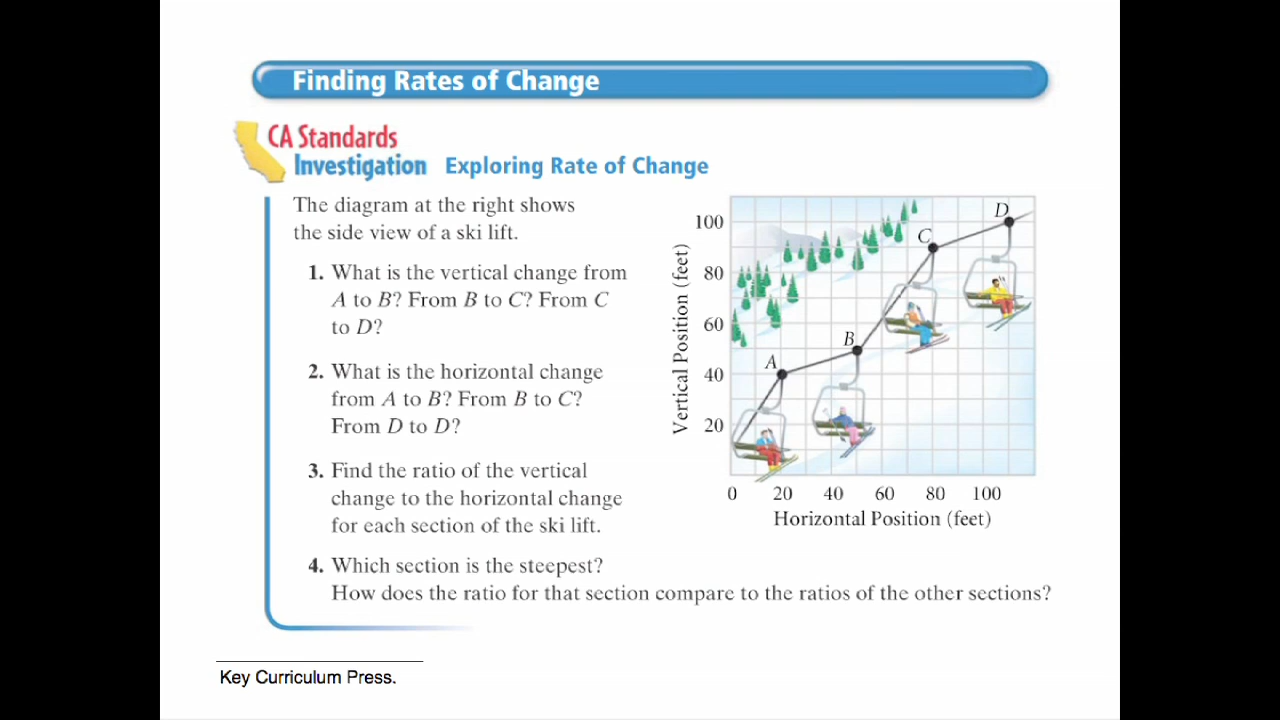 Finding Rates of Change
CA Standards
Investigation Exploring Rate of Change
The diagram at the right shows
the side view of a ski lift.
1. What is the vertical change from
A to B? From B to C? From C
to D?
2. What is the horizontal change
from A to B? From B to C?
From D to D?
3. Find the ratio of the vertical
change to the horizontal change
for each section of the ski lift.
4. Which section is the steepest?
How does the ratio for that section compare to the ratios of the other sections?
Vertical Position (feet)
100
80
60
40
20
A
B
C
D
0 20 40 60 80 100
Horizontal Position (feet)
Key Curriculum Press.